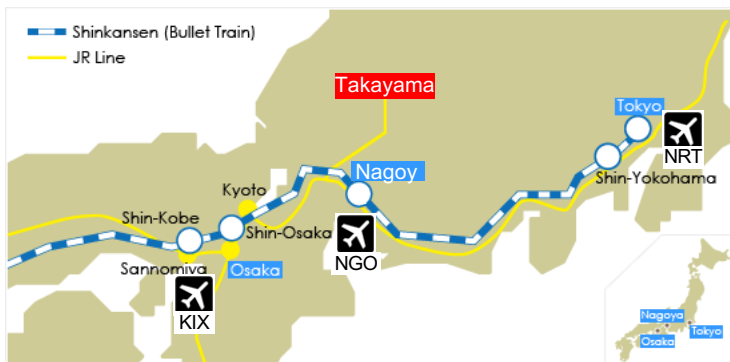 Shinkansen (Bullet Train)
JR Line
Takayama
Tokyo
NRT
Nagoy
Shin-Yokohama
Kyoto
Shin-Kobe
Shin-Osaka
NGO
Sannomiya
Osaka
KIX
Nagoya
Osaka
Tokyo